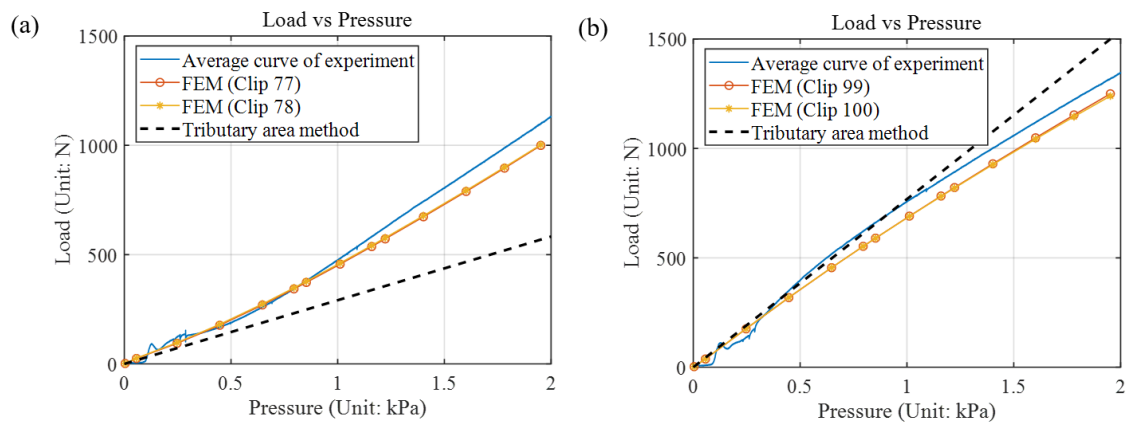 (a)
Load vs Pressure
1500
1000
500
0
Load (Unit: N)
Average curve of experiment
FEM (Clip 77)
FEM (Clip 78)
Tributary area method
0 0.5 1 1.5 2
Pressure (Unit: kPa)
(b)
Load vs Pressure
1500
1000
500
0
Load (Unit: N)
Average curve of experiment
FEM (Clip 99)
FEM (Clip 100)
Tributary area method
0 0.5 1 1.5 2
Pressure (Unit: kPa)